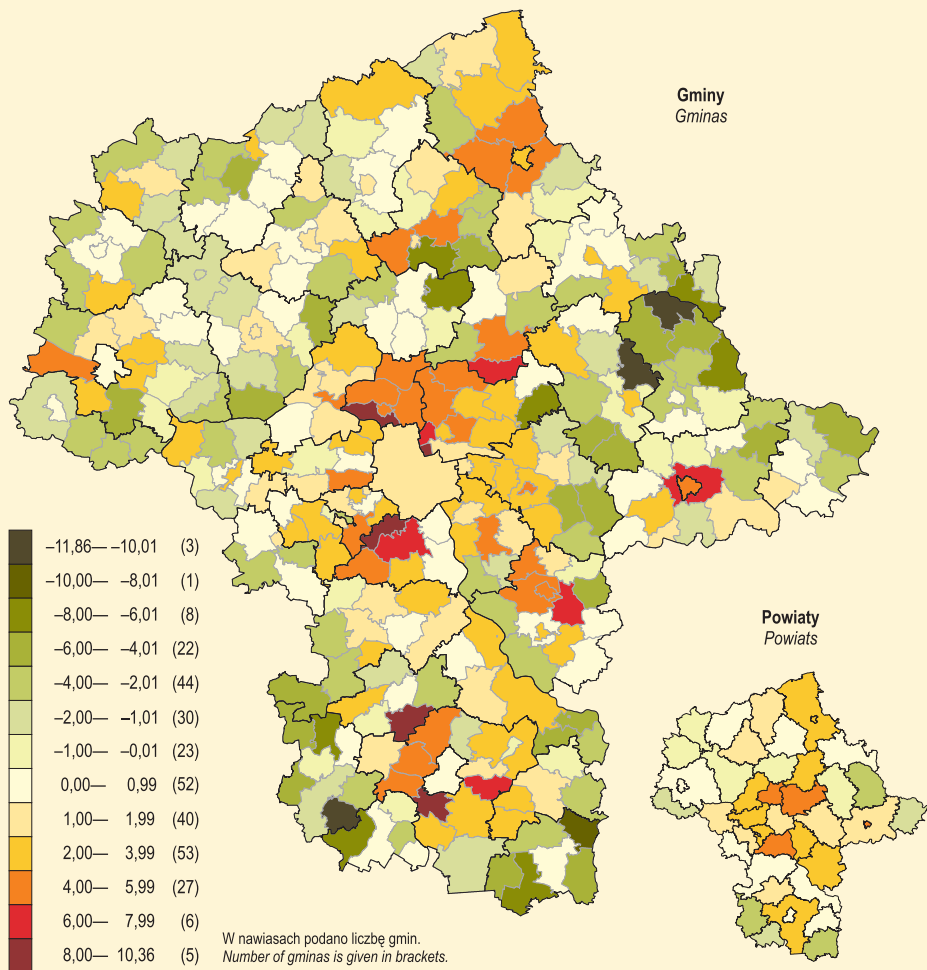 Gminy
Gminas
–11,86— –10,01 (3)
–10,00— –8,01 (1)
–8,00— –6,01 (8)
–6,00— –4,01 (22)
–4,00— –2,01 (44)
–2,00— –1,01 (30)
–1,00— –0,01 (23)
0,00— 0,99 (52)
1,00— 1,99 (40)
2,00— 3,99 (53)
4,00— 5,99 (27)
6,00— 7,99 (6)
8,00— 10,36 (5)
W nawiasach podano liczbę gmin.
Number of gminas is given in brackets.
Powiaty
Powiats